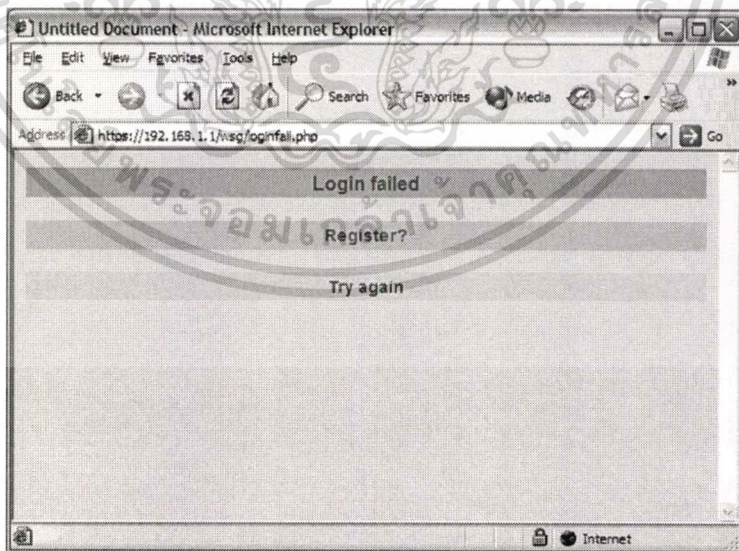 Untitled Document - Microsoft Internet Explorer
File Edit View Favorites Tools Help
Back Search Favorites Media
Address https://192.168.1.1/wsg/oginfail.php Go
Login failed
Register?
Try again
Internet